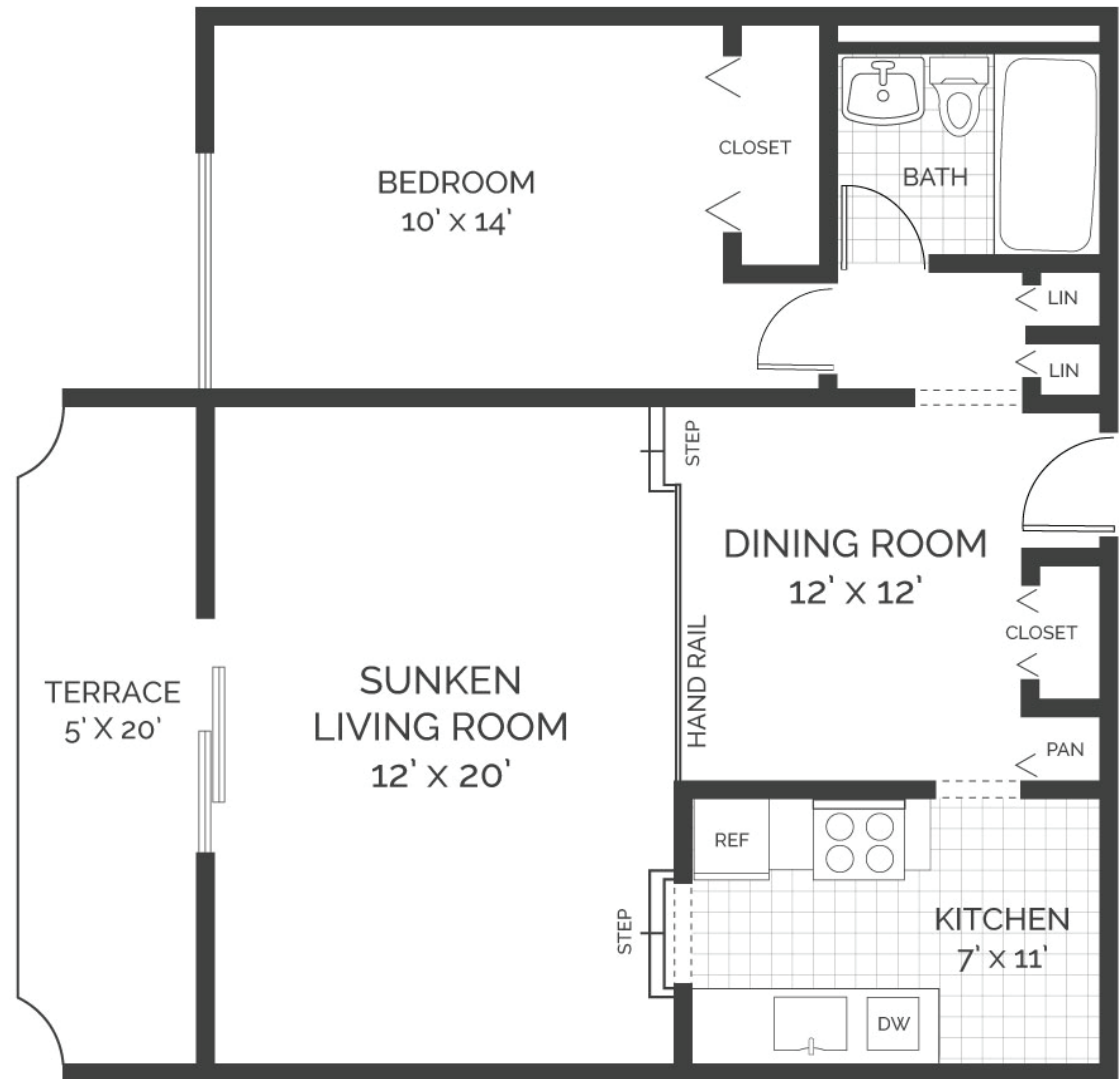 BEDROOM
10' X 14'
CLOSET
BATH
LIN
LIN
STEP
DINING ROOM
12' X 12'
HAND RAIL
CLOSET
PAN
TERRACE
5' X 20'
SUNKEN
LIVING ROOM
12' X 20'
REF
STEP
KITCHEN
7' X 11'
DW